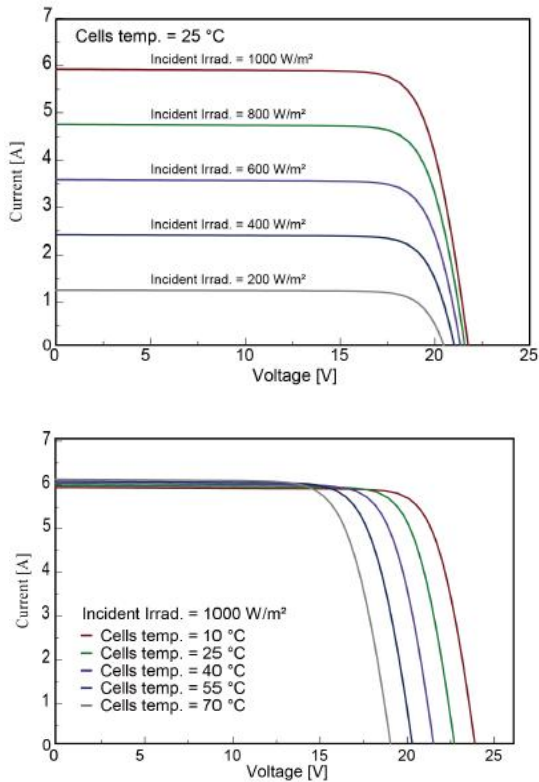 7
6
5
4
3
2
1
0
Current [A]
Cells temp. = 25 °C
Incident Irrad. = 1000 W/m²
Incident Irrad. = 800 W/m²
Incident Irrad. = 600 W/m²
Incident Irrad. = 400 W/m²
Incident Irrad. = 200 W/m²
0 5 10 15 20 25
Voltage [V]
7
6
5
4
3
2
1
0
Current [A]
Incident Irrad. = 1000 W/m²
Cells temp. = 10 °C
Cells temp. = 25 °C
Cells temp. = 40 °C
Cells temp. = 55 °C
Cells temp. = 70 °C
0 5 10 15 20 25
Voltage [V]